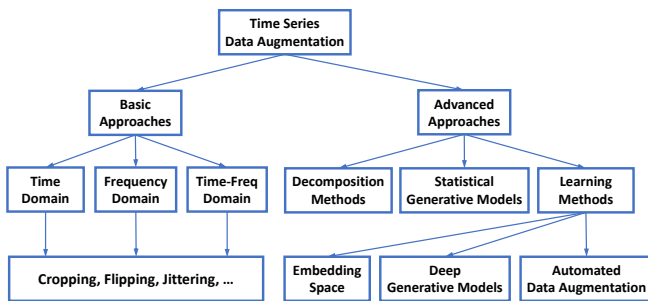 Time Series
Data Augmentation
Basic
Approaches
Advanced
Approaches
Time
Domain
Frequency
Domain
Time-Freq
Domain
Decomposition
Methods
Statistical
Generative Models
Learning
Methods
Cropping, Flipping, Jittering, ...
Embedding
Space
Deep
Generative Models
Automated
Data Augmentation